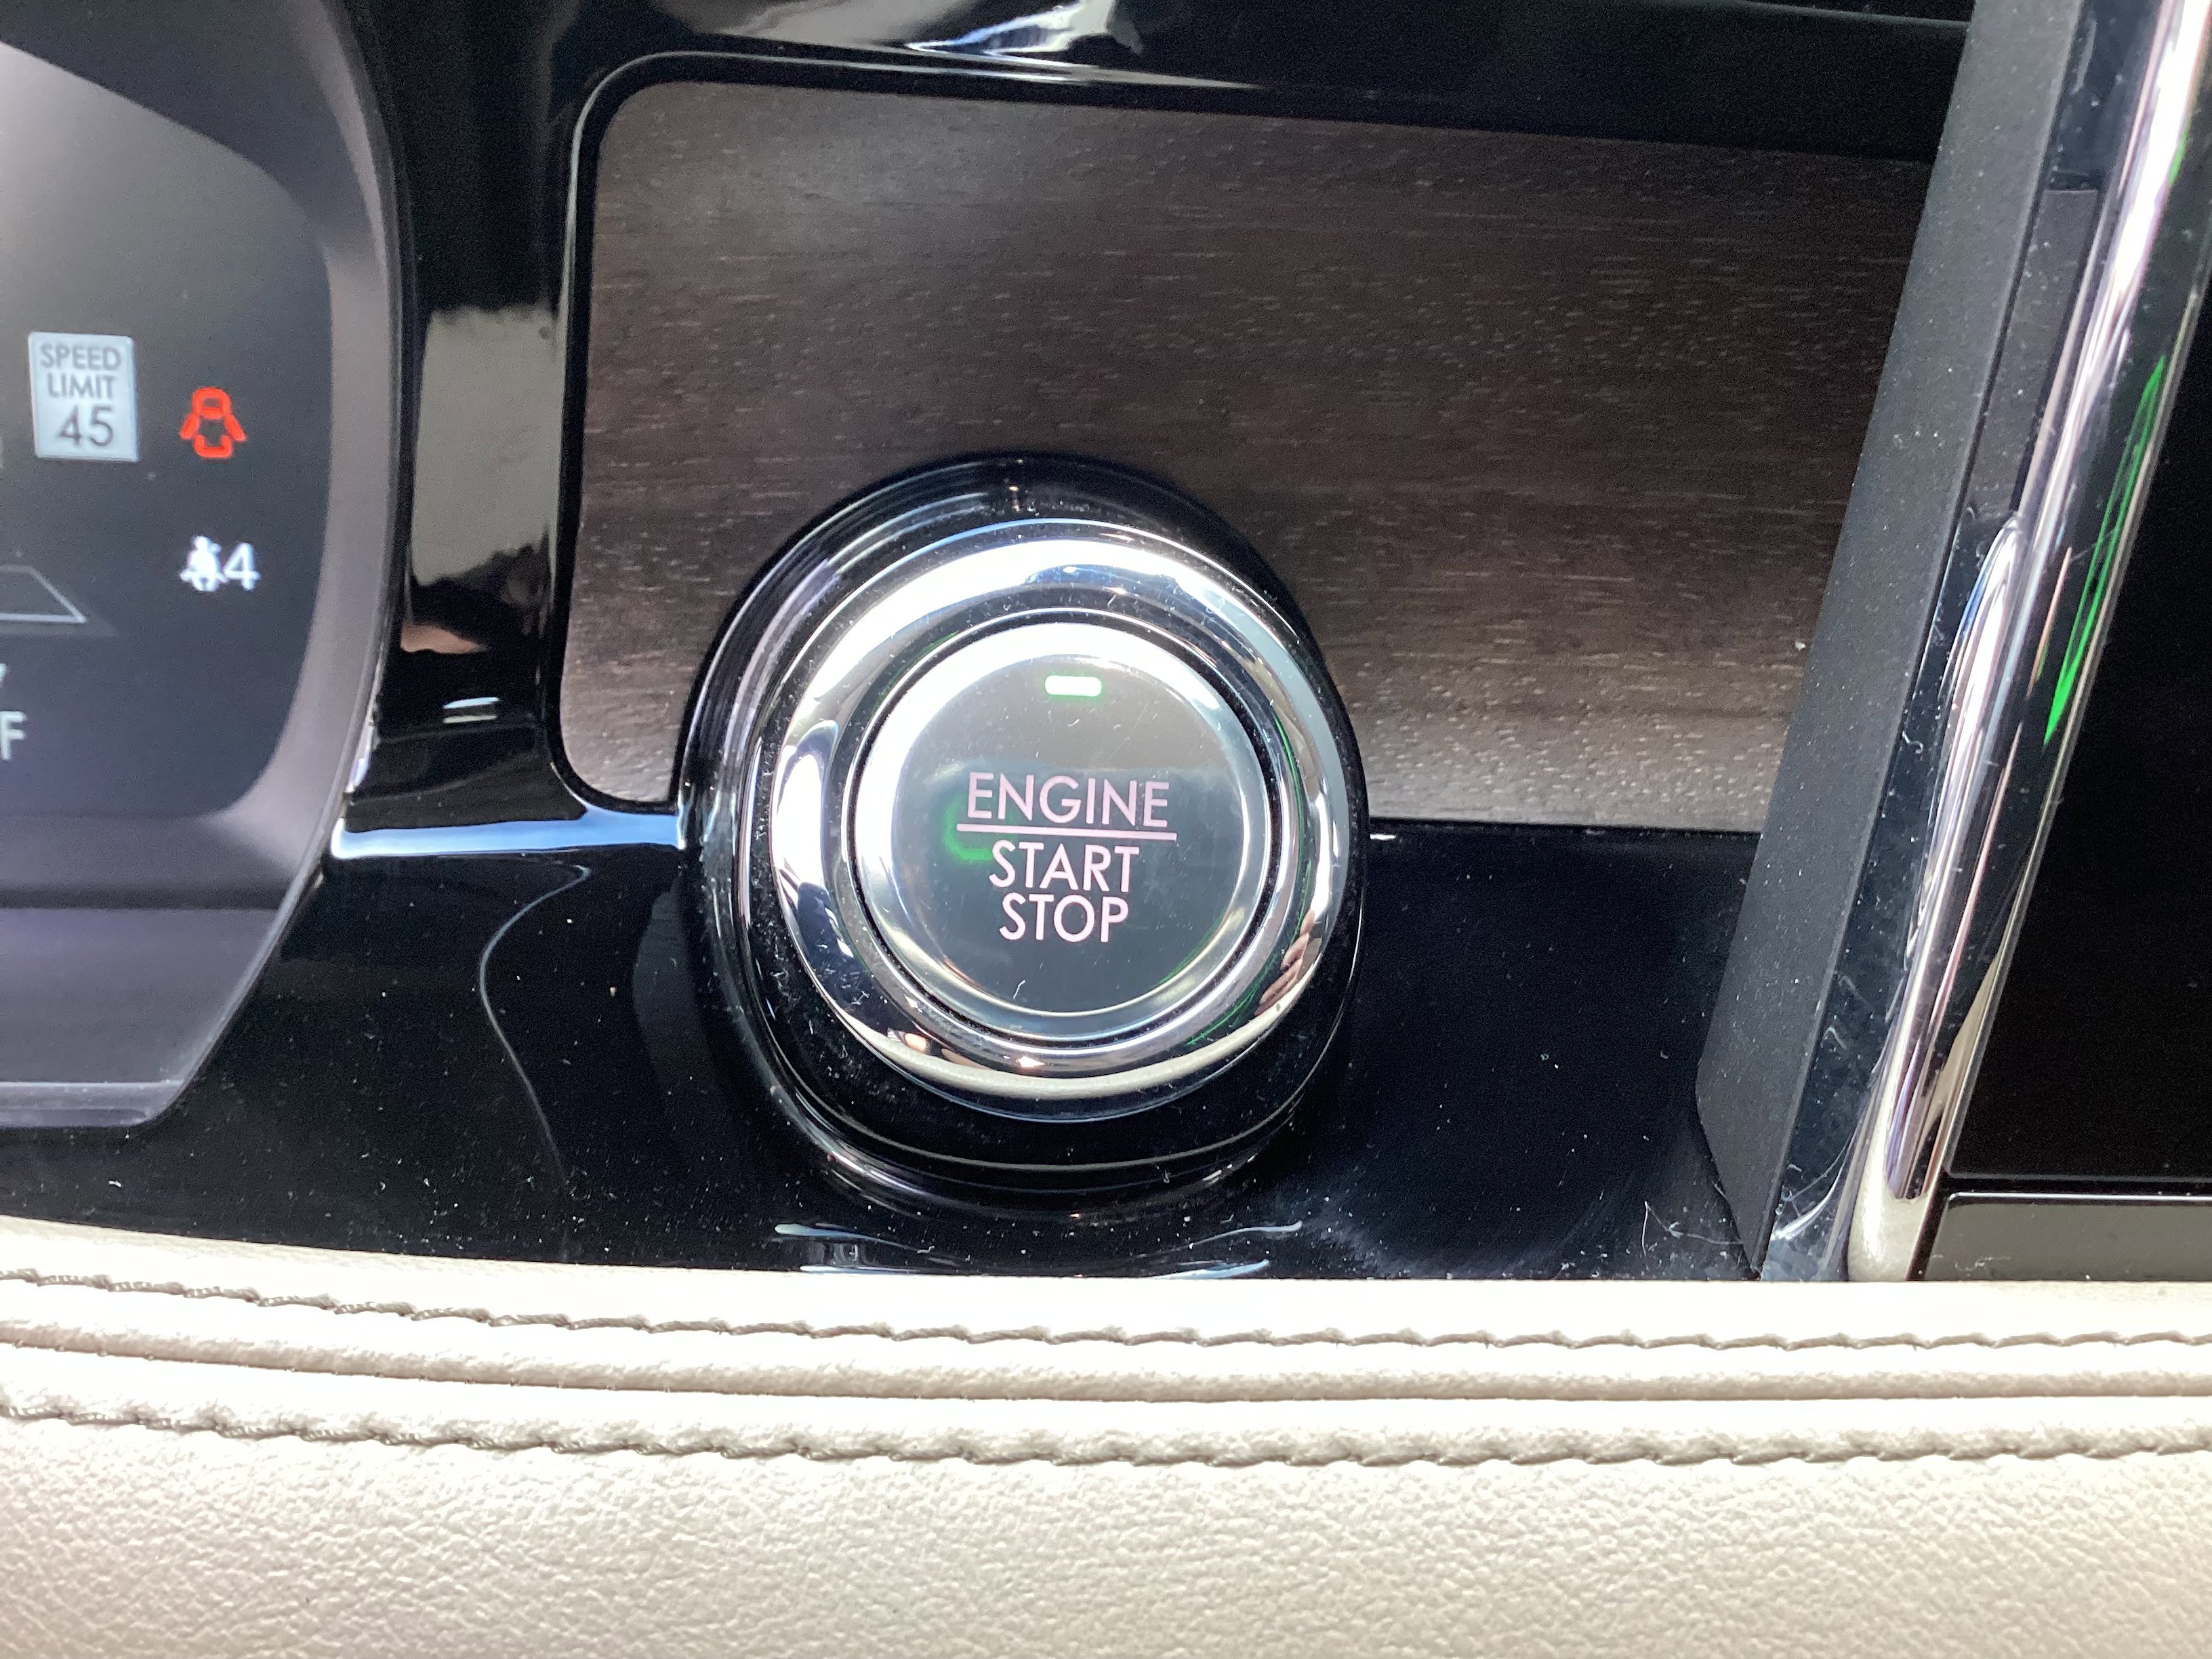 SPEED
LIMIT
45
4
F
ENGINE
START
STOP